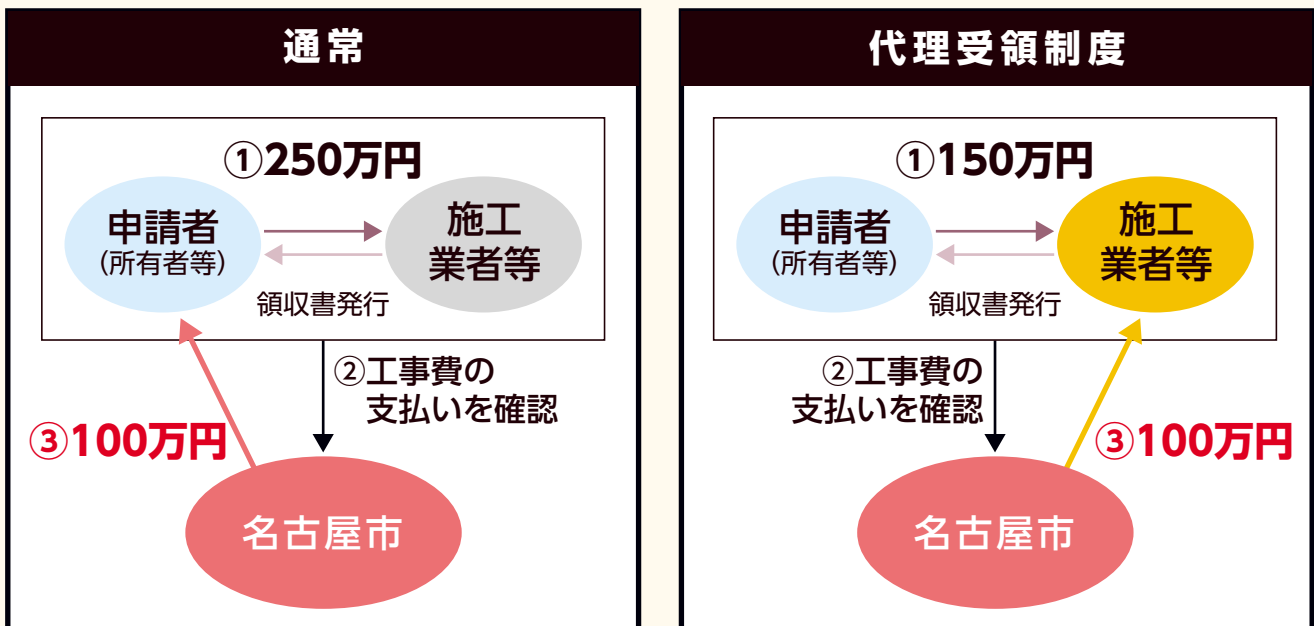 通常
①250万円
申請者
（所有者等）
施工
業者等
領収書発行
②工事費の
支払いを確認
③100万円
名古屋市
代理受領制度
①150万円
申請者
（所有者等）
施工
業者等
領収書発行
②工事費の
支払いを確認
③100万円
名古屋市